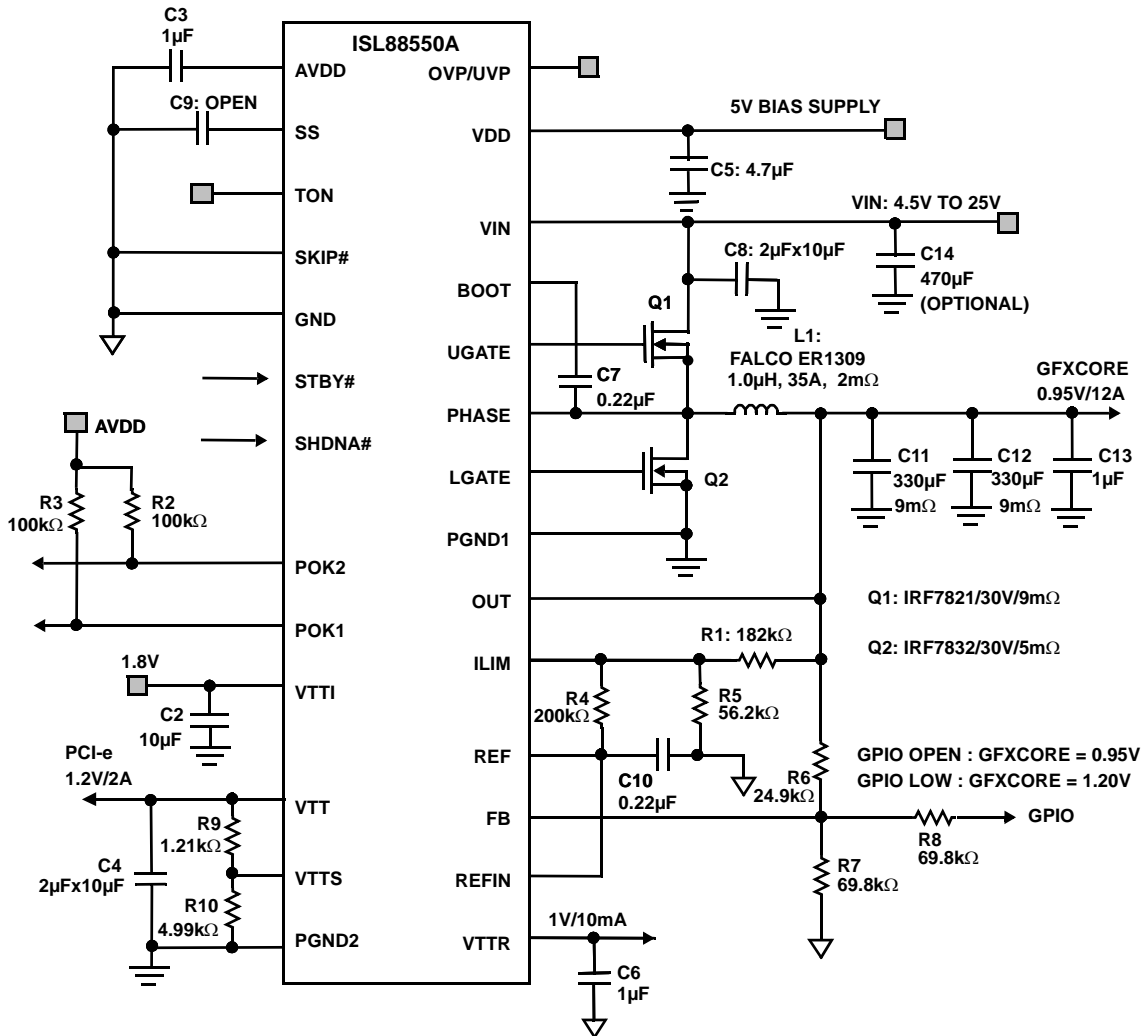 C3
1µF
ISL88550A
AVDD
OVP/UVP
C9: OPEN
SS
VDD
5V BIAS SUPPLY
C5: 4.7µF
TON
VIN
VIN: 4.5V TO 25V
SKIP#
C8: 2µFx10µF
C14
470µF
(OPTIONAL)
BOOT
Q1
GND
UGATE
L1:
FALCO ER1309
1.0µH, 35A, 2mΩ
C7
0.22µF
GFXCORE
0.95V/12A
STBY#
PHASE
AVDD
SHDNA#
LGATE
Q2
C11
330µF
9mΩ
C12
330µF
9mΩ
C13
1µF
R3
100kΩ
R2
100kΩ
PGND1
POK2
OUT
Q1: IRF7821/30V/9mΩ
POK1
R1: 182kΩ
Q2: IRF7832/30V/5mΩ
1.8V
ILIM
VTTI
R4
200kΩ
R5
56.2kΩ
C2
10µF
REF
C10
0.22µF
R6
24.9kΩ
GPIO OPEN : GFXCORE = 0.95V
GPIO LOW : GFXCORE = 1.20V
PCI-e
1.2V/2A
VTT
FB
GPIO
R8
69.8kΩ
R9
1.21kΩ
C4
2µFx10µF
VTTS
REFIN
R7
69.8kΩ
R10
4.99kΩ
PGND2
VTTR
1V/10mA
C6
1µF